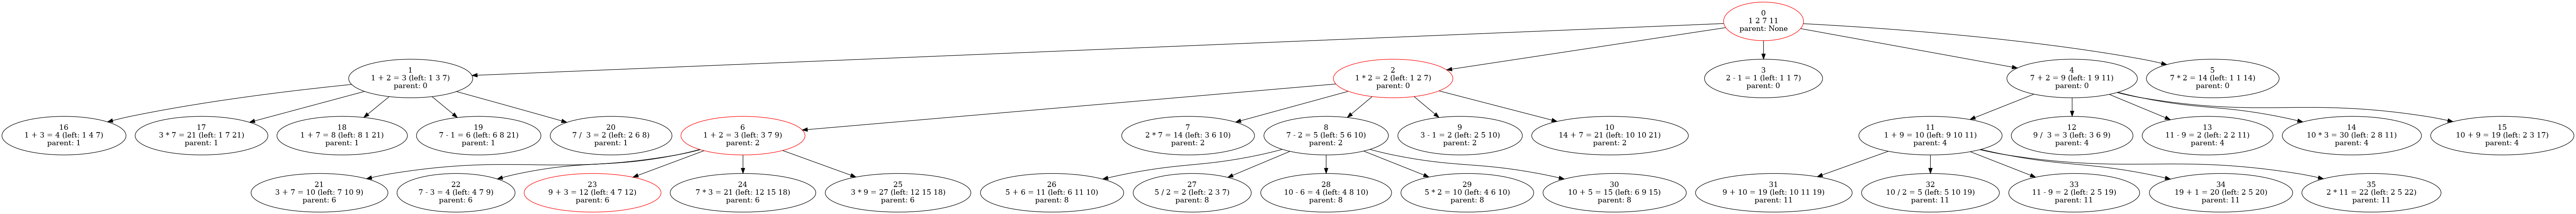 0
1 2 7 11
parent: None
1
1 + 2 = 3 (left: 1 3 7)
parent: 0
2
1 * 2 = 2 (left: 1 2 7)
parent: 0
3
2 - 1 = 1 (left: 1 1 7)
parent: 0
4
7 + 2 = 9 (left: 1 9 11)
parent: 0
5
7 * 2 = 14 (left: 1 1 14)
parent: 0
16
1 + 3 = 4 (left: 1 4 7)
parent: 1
17
3 * 7 = 21 (left: 1 7 21)
parent: 1
18
1 + 7 = 8 (left: 8 1 21)
parent: 1
19
7 - 1 = 6 (left: 6 8 21)
parent: 1
20
7 / 3 = 2 (left: 2 6 8)
parent: 1
6
1 + 2 = 3 (left: 3 7 9)
parent: 2
7
2 * 7 = 14 (left: 3 6 10)
parent: 2
8
7 - 2 = 5 (left: 5 6 10)
parent: 2
9
3 - 1 = 2 (left: 2 5 10)
parent: 2
10
14 + 7 = 21 (left: 10 10 21)
parent: 2
11
1 + 9 = 10 (left: 9 10 11)
parent: 4
12
9 / 3 = 3 (left: 3 6 9)
parent: 4
13
11 - 9 = 2 (left: 2 2 11)
parent: 4
14
10 * 3 = 30 (left: 2 8 11)
parent: 4
15
10 + 9 = 19 (left: 2 3 17)
parent: 4
21
3 + 7 = 10 (left: 7 10 9)
parent: 6
22
7 - 3 = 4 (left: 4 7 9)
parent: 6
23
9 + 3 = 12 (left: 4 7 12)
parent: 6
24
7 * 3 = 21 (left: 12 15 18)
parent: 6
25
3 * 9 = 27 (left: 12 15 18)
parent: 6
26
5 + 6 = 11 (left: 6 11 10)
parent: 8
27
5 / 2 = 2 (left: 2 3 7)
parent: 8
28
10 - 6 = 4 (left: 4 8 10)
parent: 8
29
5 * 2 = 10 (left: 4 6 10)
parent: 8
30
10 + 5 = 15 (left: 6 9 15)
parent: 8
31
9 + 10 = 19 (left: 10 11 19)
parent: 11
32
10 / 2 = 5 (left: 5 10 19)
parent: 11
33
11 - 9 = 2 (left: 2 5 19)
parent: 11
34
19 + 1 = 20 (left: 2 5 20)
parent: 11
35
2 * 11 = 22 (left: 2 5 22)
parent: 11